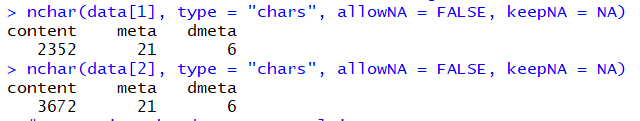 > nchar(data[1], type = "chars", allowNA = FALSE, keepNA = NA)
content    meta   dmeta
   2352      21       6
> nchar(data[2], type = "chars", allowNA = FALSE, keepNA = NA)
content    meta   dmeta
   3672      21       6